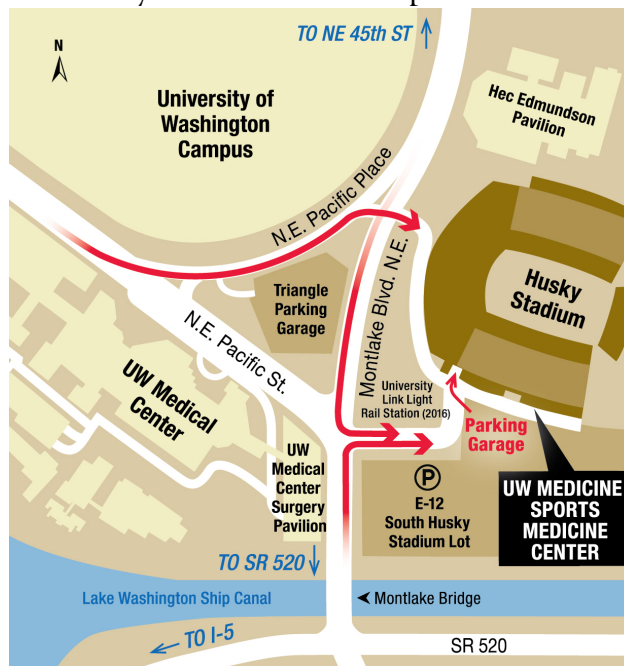 TO NE 45th ST
N
University of
Washington
Campus
Hec Edmundson
Pavilion
N.E. Pacific Place
Triangle
Parking
Garage
Montlake Blvd. N.E.
Husky
Stadium
N.E. Pacific St.
University
Link Light
Rail Station (2016)
Parking
Garage
UW Medical
Center
UW
Medical
Center
Surgery
Pavilion
P
E-12
South Husky
Stadium Lot
UW MEDICINE
SPORTS
MEDICINE
CENTER
TO SR 520
Lake Washington Ship Canal
Montlake Bridge
TO I-5
SR 520